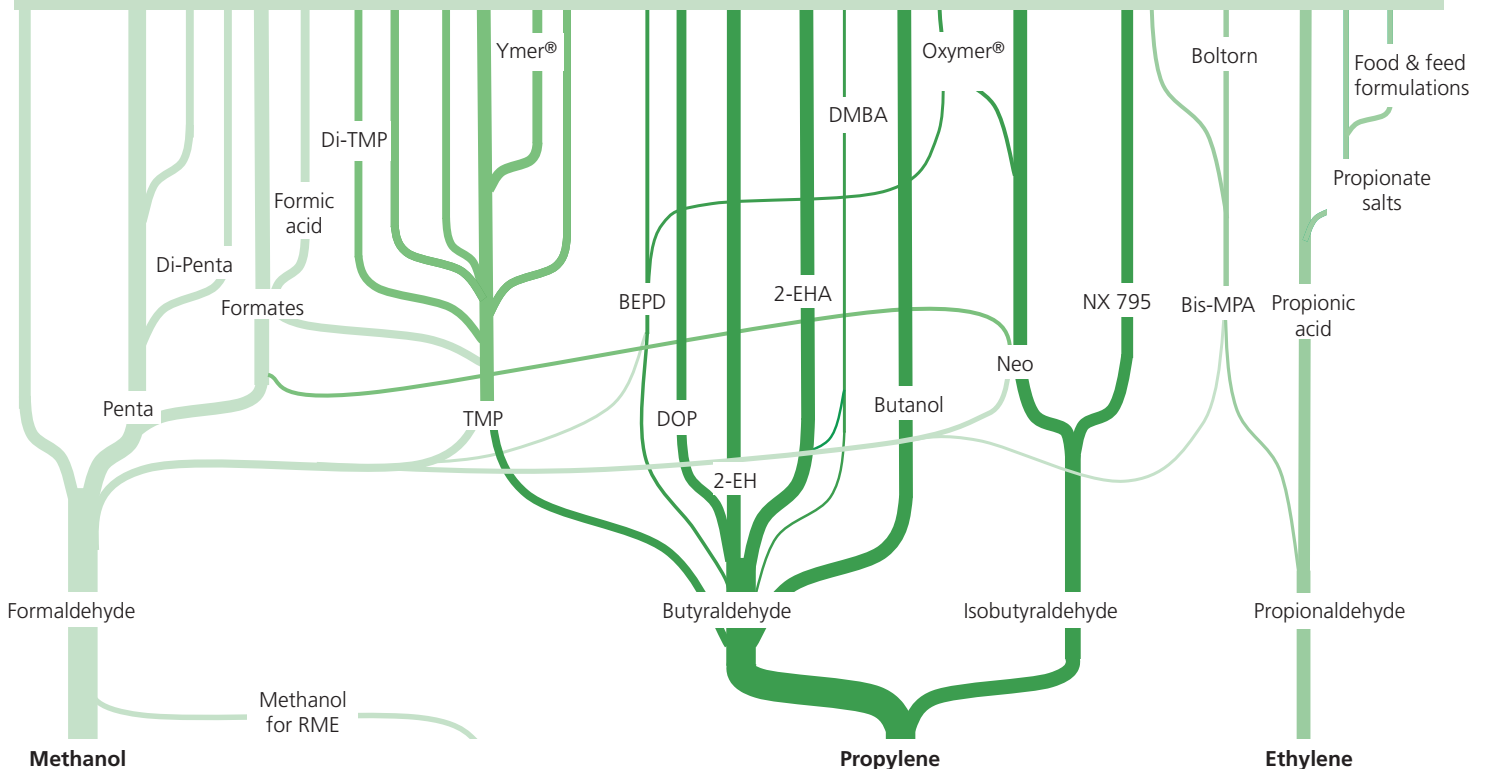 Ymer®
Oxymer®
Boltorn
Food & feed
formulations
DMBA
Di-TMP
Propionate
salts
Formic
acid
Di-Penta
2-EHA
BEPD
NX 795
Bis-MPA
Propionic
acid
Formates
Neo
Penta
TMP
DOP
Butanol
2-EH
Formaldehyde
Butyraldehyde
Isobutyraldehyde
Propionaldehyde
Methanol
for RME
Methanol
Propylene
Ethylene